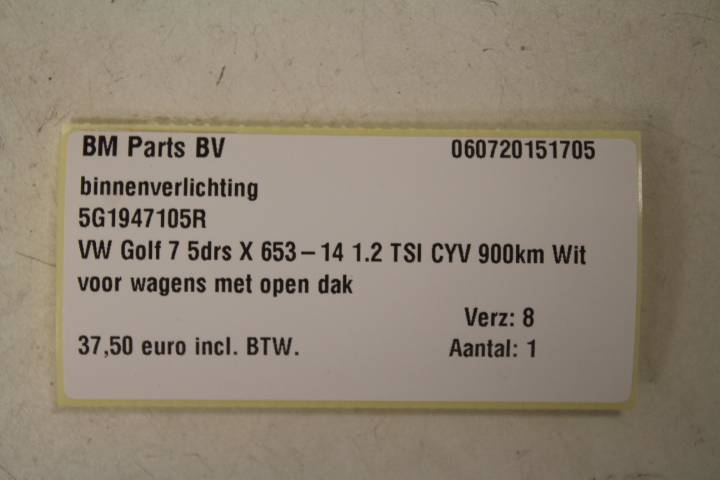 BM Parts BV 060720151705
binnenverlichting
5G1947105R
VW Golf 7 5drs X 653-14 1.2 TSI CYV 900km Wit
voor wagens met open dak
Verz: 8
37,50 euro incl. BTW. Aantal: 1